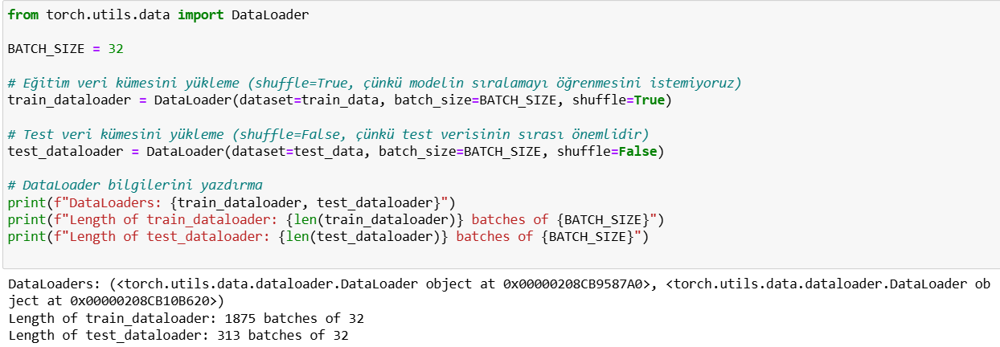 from torch.utils.data import DataLoader
BATCH_SIZE = 32
# Eğitim veri kümesini yükleme (shuffle=True, çünkü modelin sıralamayı öğrenmesini istemiyoruz)
train_dataloader = DataLoader(dataset=train_data, batch_size=BATCH_SIZE, shuffle=True)
# Test veri kümesini yükleme (shuffle=False, çünkü test verisinin sırası önemlidir)
test_dataloader = DataLoader(dataset=test_data, batch_size=BATCH_SIZE, shuffle=False)
# DataLoader bilgilerini yazdırma
print(f"DataLoaders: {train_dataloader, test_dataloader}")
print(f"Length of train_dataloader: {len(train_dataloader)} batches of {BATCH_SIZE}")
print(f"Length of test_dataloader: {len(test_dataloader)} batches of {BATCH_SIZE}")
DataLoaders: (<torch.utils.data.dataloader.DataLoader object at 0x00000208CB9587A0>, <torch.utils.data.dataloader.DataLoader ob
ject at 0x00000208CB10B620>)
Length of train_dataloader: 1875 batches of 32
Length of test_dataloader: 313 batches of 32